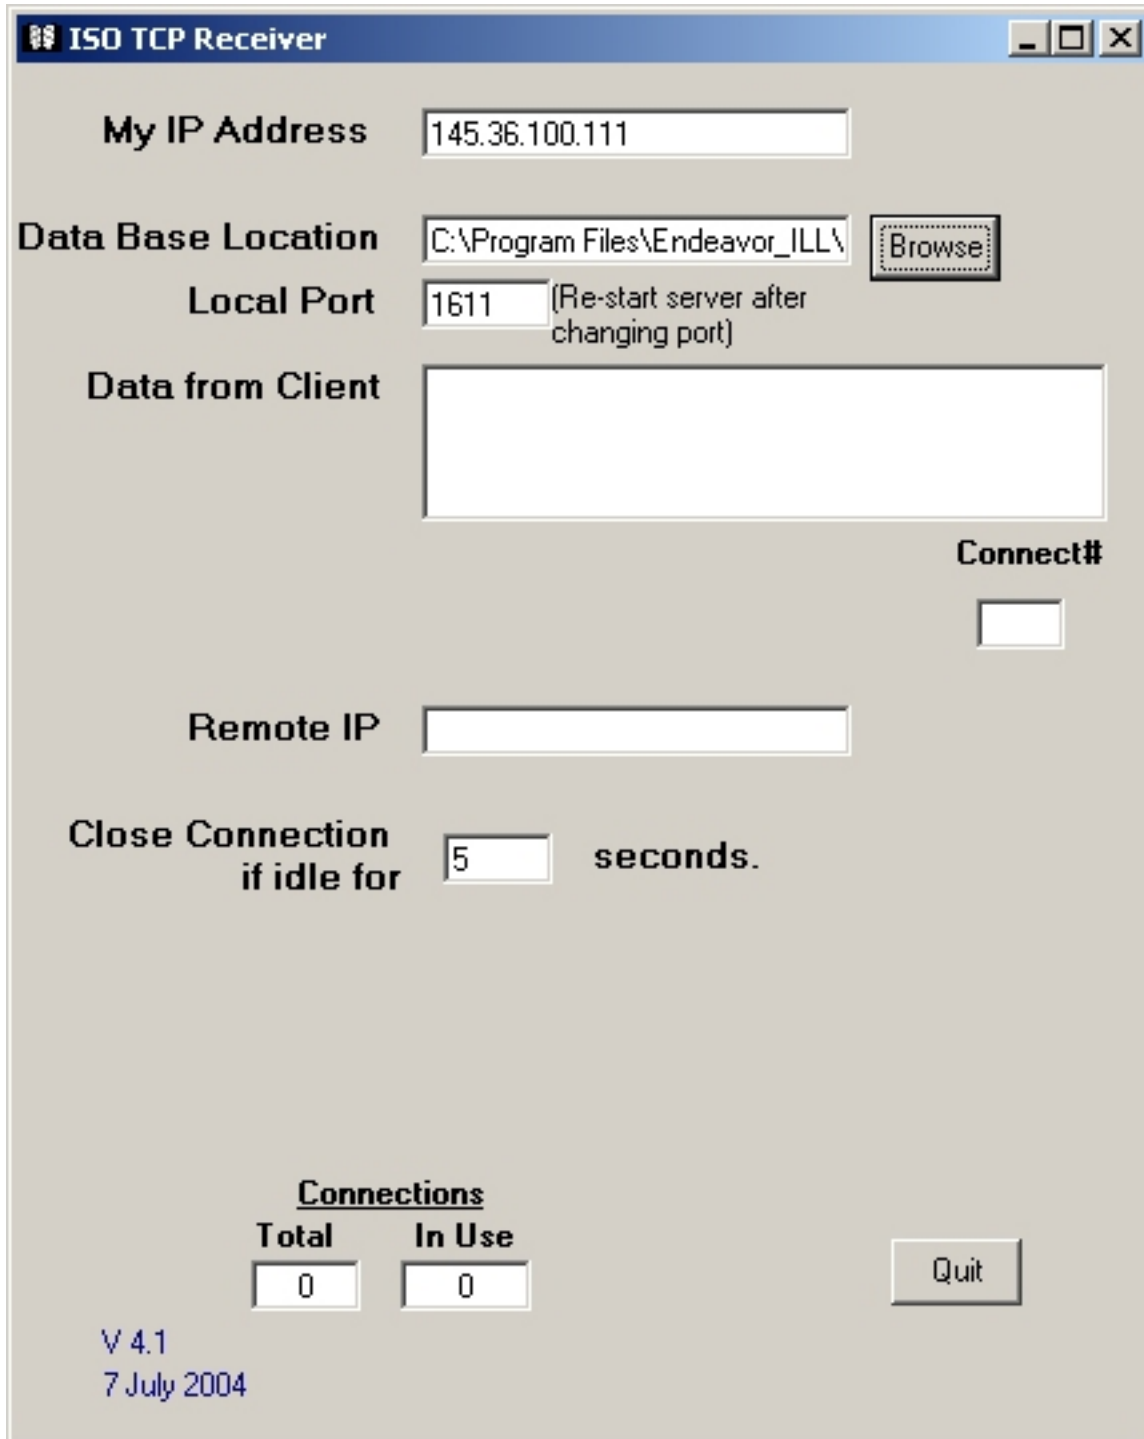 ISO TCP Receiver
My IP Address
145.36.100.111
Data Base Location
C:\Program Files\Endeavor_ILL\
Browse
Local Port
1611
(Re-start server after
changing port)
Data from Client
Connect#
Remote IP
Close Connection
if idle for
5
seconds.
Connections
Total
In Use
0
0
Quit
V 4.1
7 July 2004